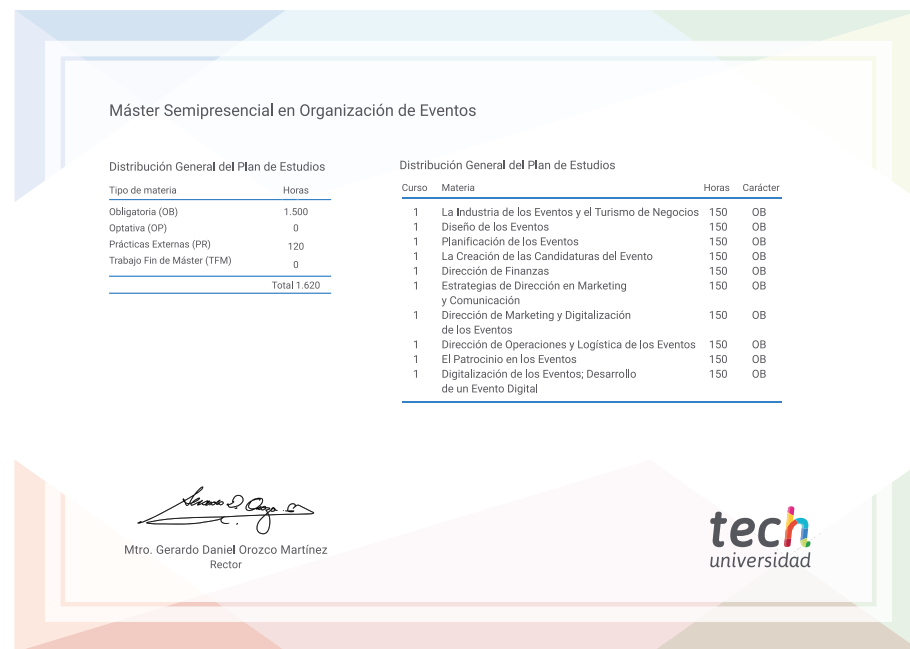 Máster Semipresencial en Organización de Eventos
Distribución General del Plan de Estudios
Tipo de materia Horas
Obligatoria (OB) 1.500
Optativa (OP) 0
Prácticas Externas (PR) 120
Trabajo Fin de Máster (TFM) 0
Total 1.620
Distribución General del Plan de Estudios
Curso Materia Horas Carácter
1 La Industria de los Eventos y el Turismo de Negocios 150 OB
1 Diseño de los Eventos 150 OB
1 Planificación de los Eventos 150 OB
1 La Creación de las Candidaturas del Evento 150 OB
1 Dirección de Finanzas 150 OB
1 Estrategias de Dirección en Marketing 150 OB
y Comunicación
1 Dirección de Marketing y Digitalización 150 OB
de los Eventos
1 Dirección de Operaciones y Logística de los Eventos 150 OB
1 El Patrocinio en los Eventos 150 OB
1 Digitalización de los Eventos; Desarrollo 150 OB
de un Evento Digital
Mtro. Gerardo Daniel Orozco Martínez
Rector
tech
universidad